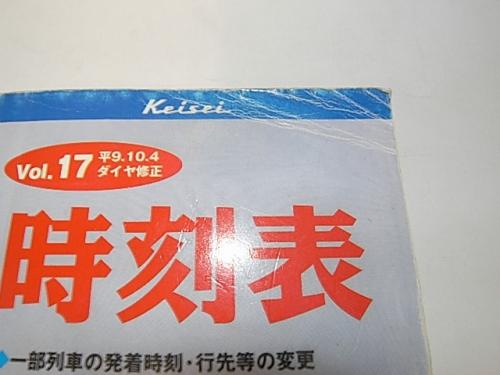 Keisei
Vol. 17 平9.10.4
ダイヤ修正
時刻表
◆一部列車の発着時刻・行先等の変更